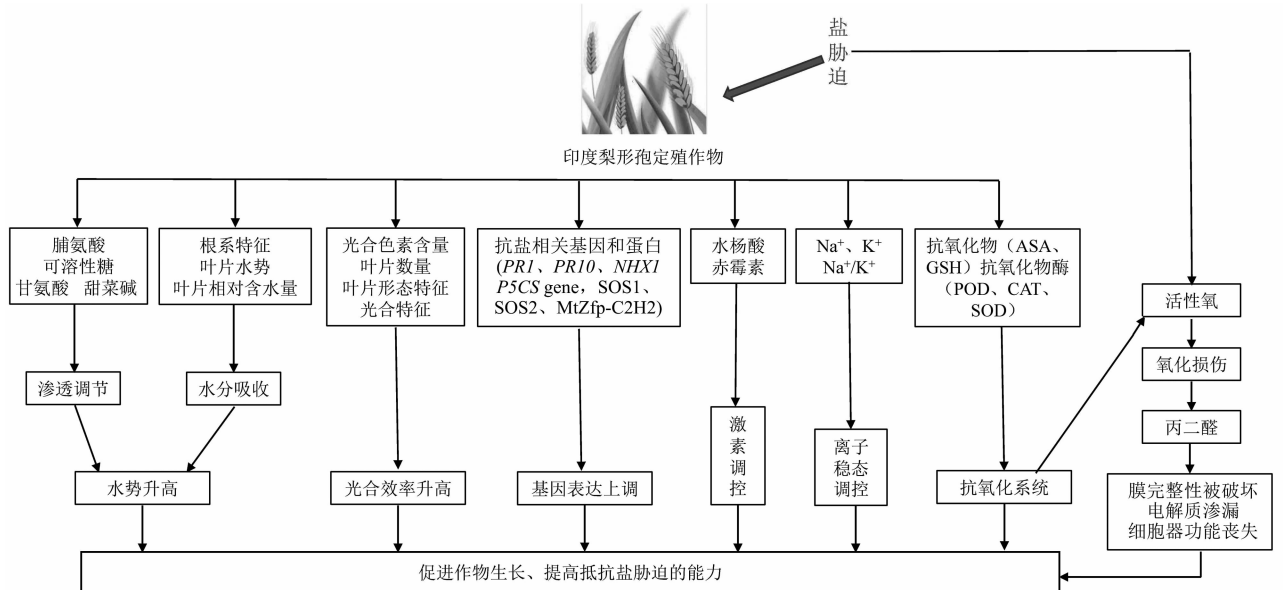 盐
胁
迫
印度梨形孢定殖作物
脯氨酸
可溶性糖
甘氨酸 甜菜碱
根系特征
叶片水势
叶片相对含水量
光合色素含量
叶片数量
叶片形态特征
光合特征
抗盐相关基因和蛋白
(PR1、PR10、NHX1
P5CS gene，SOS1、
SOS2、MtZfp-C2H2)
水杨酸
赤霉素
Na⁺、K⁺
Na⁺/K⁺
抗氧化物（ASA、
GSH）抗氧化物酶
（POD、CAT、
SOD）
活性氧
氧化损伤
丙二醛
膜完整性被破坏
电解质渗漏
细胞器功能丧失
渗透调节
水分吸收
水势升高
光合效率升高
基因表达上调
激
素
调
控
离子
稳态
调控
抗氧化系统
促进作物生长、提高抵抗盐胁迫的能力